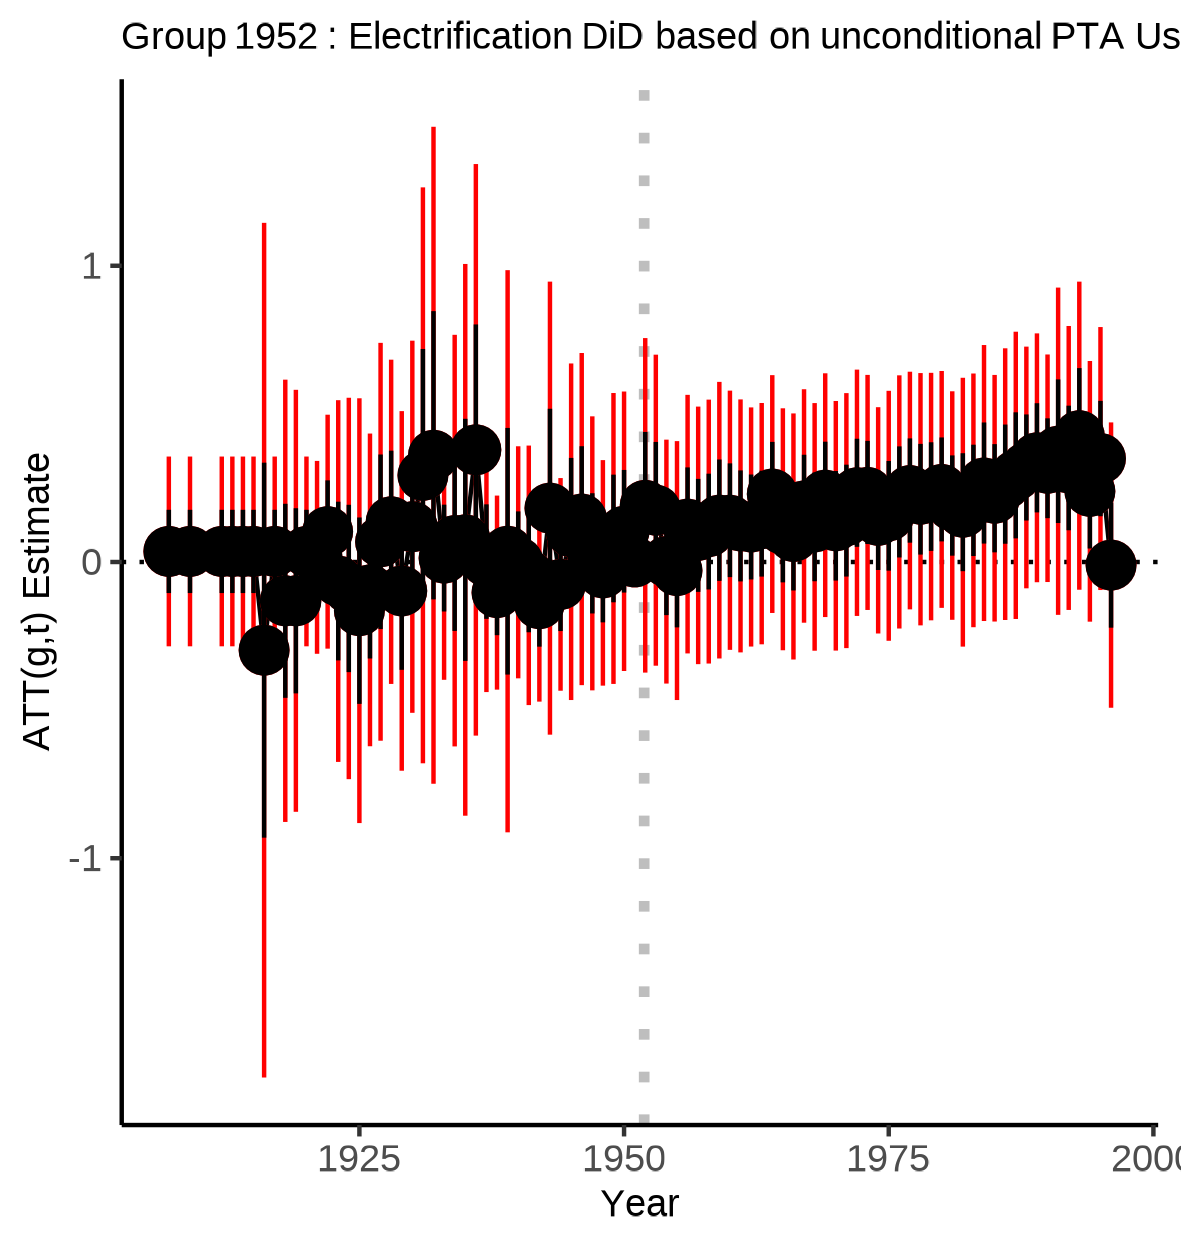 Group 1952 : Electrification DiD based on unconditional PTA Us
ATT(g,t) Estimate
1
0
-1
1925 1950 1975 2000
Year